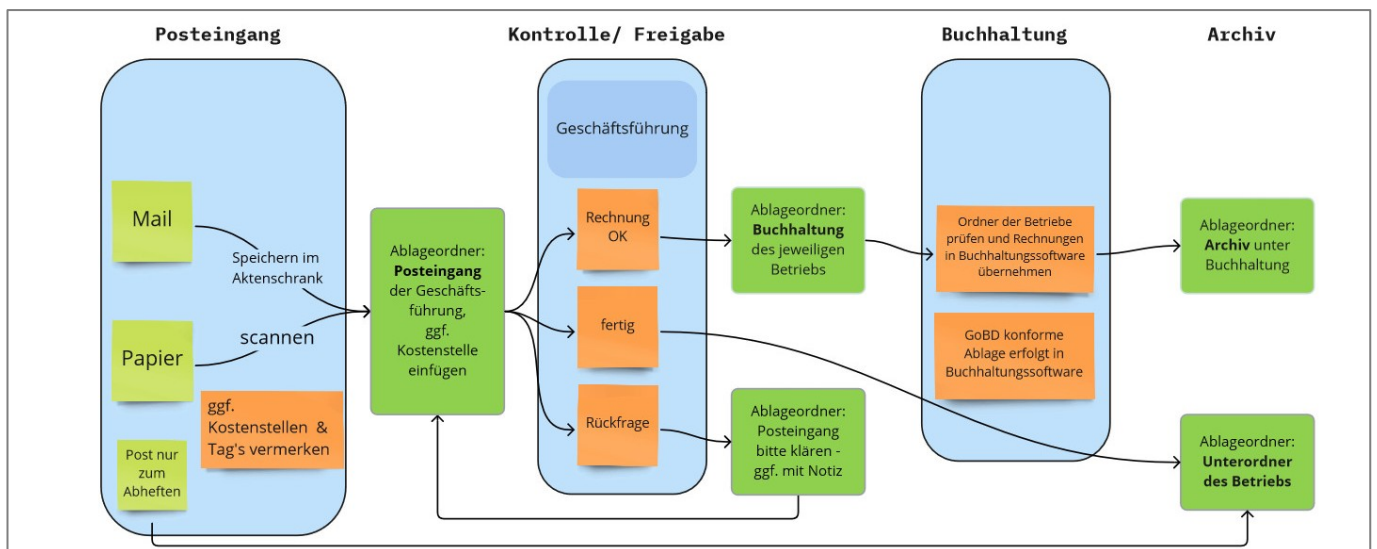 Posteingang
Kontrolle/ Freigabe
Buchhaltung
Archiv
Mail
Speichern im
Aktenschrank
Papier
scannen
ggf.
Kostenstellen &
Tag's vermerken
Post nur
zum
Abheften
Ablageordner:
Posteingang
der Geschäfts-
führung,
ggf.
Kostenstelle
einfügen
Geschäftsführung
Rechnung
OK
fertig
Rückfrage
Ablageordner:
Buchhaltung
des jeweiligen
Betriebs
Ablageordner:
Posteingang
bitte klären -
ggf. mit Notiz
Ordner der Betriebe
prüfen und Rechnungen
in Buchhaltungssoftware
übernehmen
GoBD konforme
Ablage erfolgt in
Buchhaltungssoftware
Ablageordner:
Archiv unter
Buchhaltung
Ablageordner:
Unterordner
des Betriebs